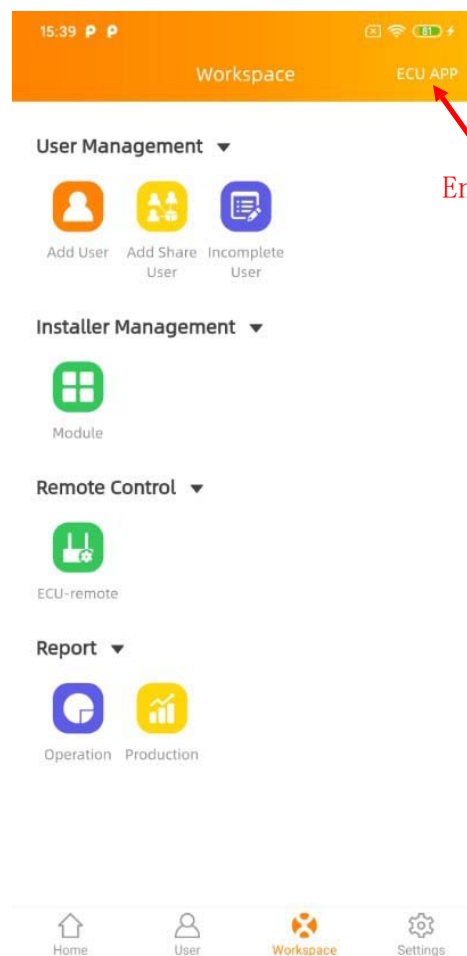 15:39
81
Workspace
ECU APP
User Management
Add User
Add Share User
Incomplete User
Installer Management
Module
Remote Control
ECU-remote
Report
Operation
Production
Home
User
Workspace
Settings